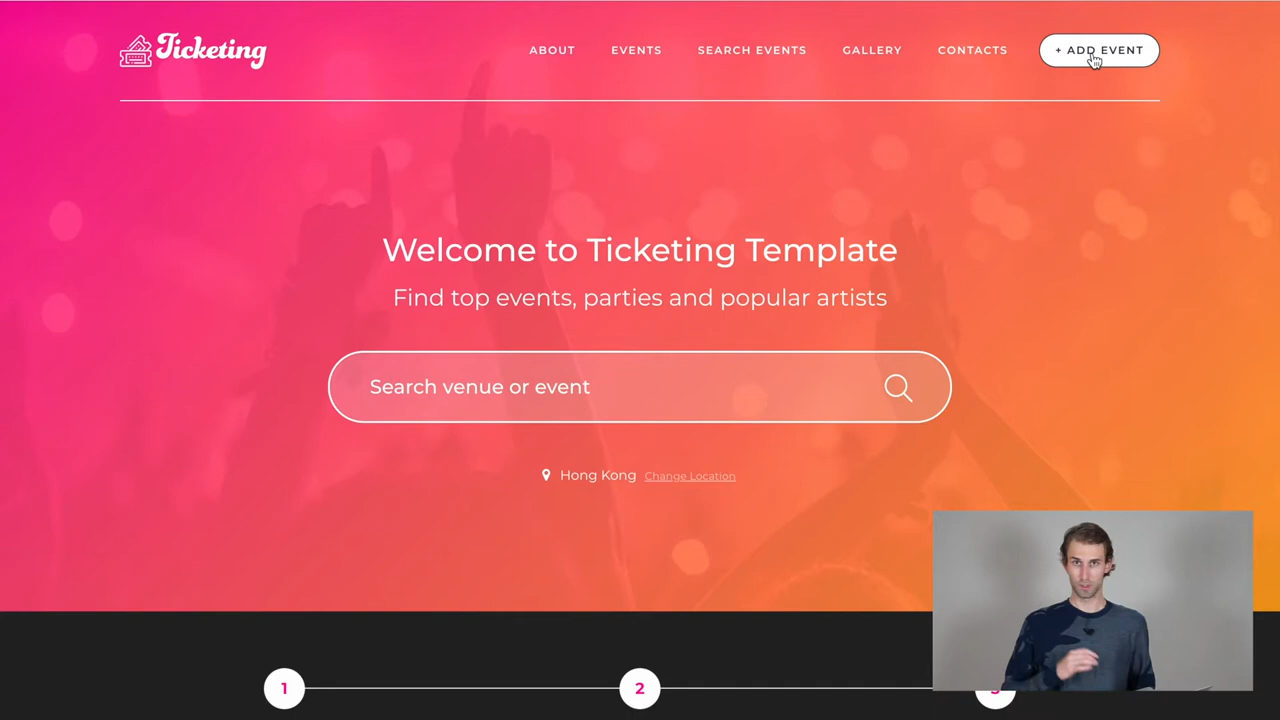 Ticketing
ABOUT EVENTS SEARCH EVENTS GALLERY CONTACTS + ADD EVENT
Welcome to Ticketing Template
Find top events, parties and popular artists
Search venue or event
Hong Kong Change Location
1 2 3